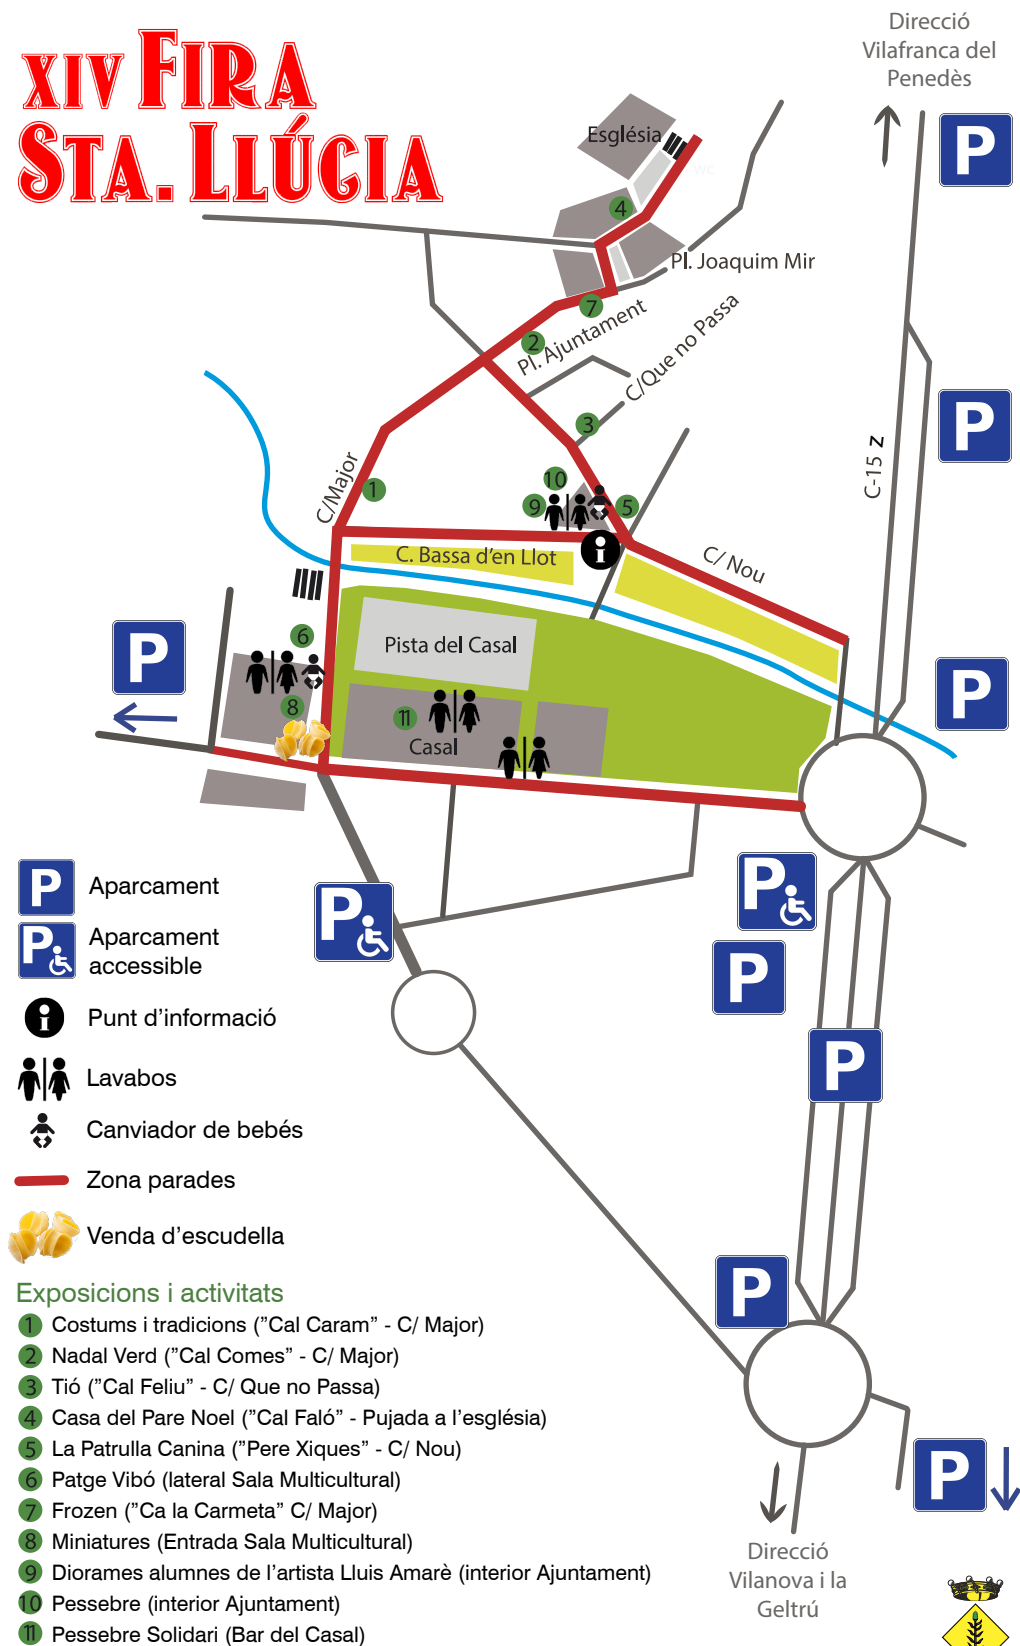 XIV FIRA
STA. LLÚCIA
Direcció
Vilafranca del
Penedès
P
Església
wc
4
Pl. Joaquim Mir
7
2
Pl. Ajuntament
C/Que no Passa
P
3
C-15 z
C/Major
1
10
9
5
i
C. Bassa d'en Llot
C/ Nou
6
Pista del Casal
P
P
8
11
Casal
P
Aparcament
P
Aparcament
accessible
P
P
P
i
Punt d'informació
P
Lavabos
Canviador de bebés
Zona parades
Venda d'escudella
P
Exposicions i activitats
1 Costums i tradicions ("Cal Caram" - C/ Major)
2 Nadal Verd ("Cal Comes" - C/ Major)
3 Tió ("Cal Feliu" - C/ Que no Passa)
4 Casa del Pare Noel ("Cal Faló" - Pujada a l'església)
5 La Patrulla Canina ("Pere Xiques" - C/ Nou)
6 Patge Vibó (lateral Sala Multicultural)
7 Frozen ("Ca la Carmeta" C/ Major)
8 Miniatures (Entrada Sala Multicultural)
9 Diorames alumnes de l'artista Lluis Amarè (interior Ajuntament)
10 Pessebre (interior Ajuntament)
11 Pessebre Solidari (Bar del Casal)
P
Direcció
Vilanova i la
Geltrú